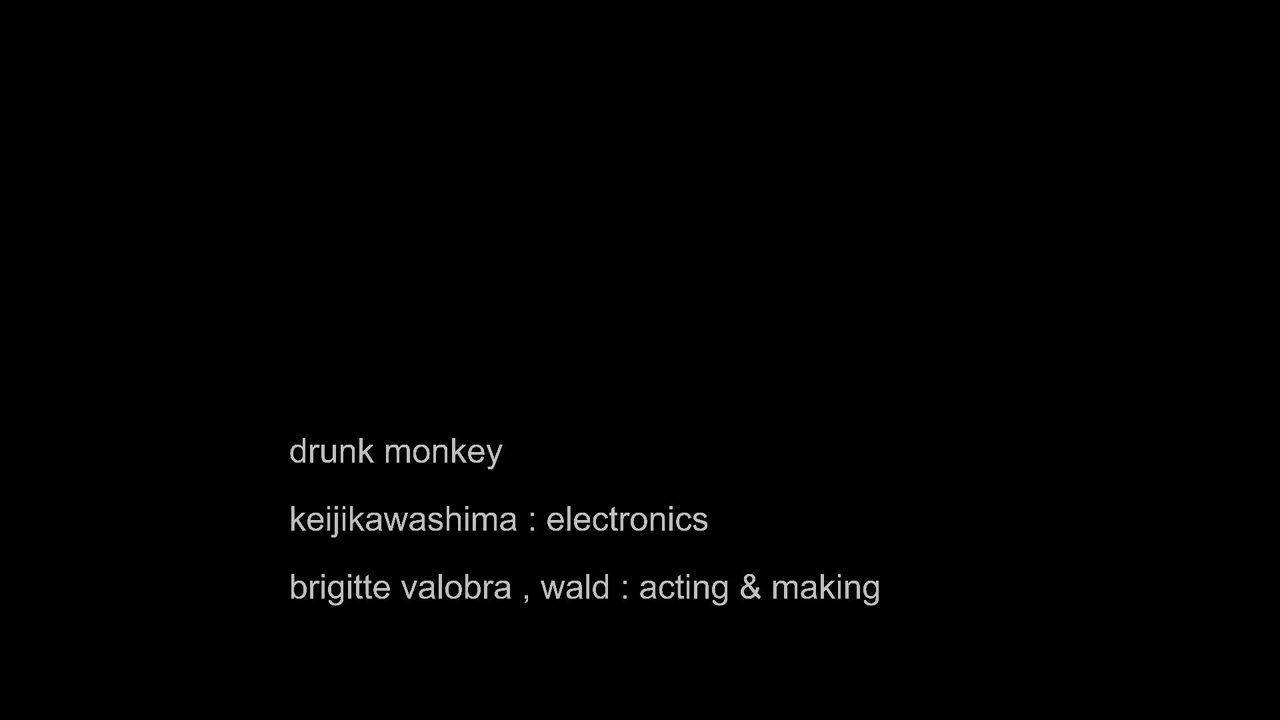 drunk monkey
keijikawashima : electronics
brigitte valobra , wald : acting & making